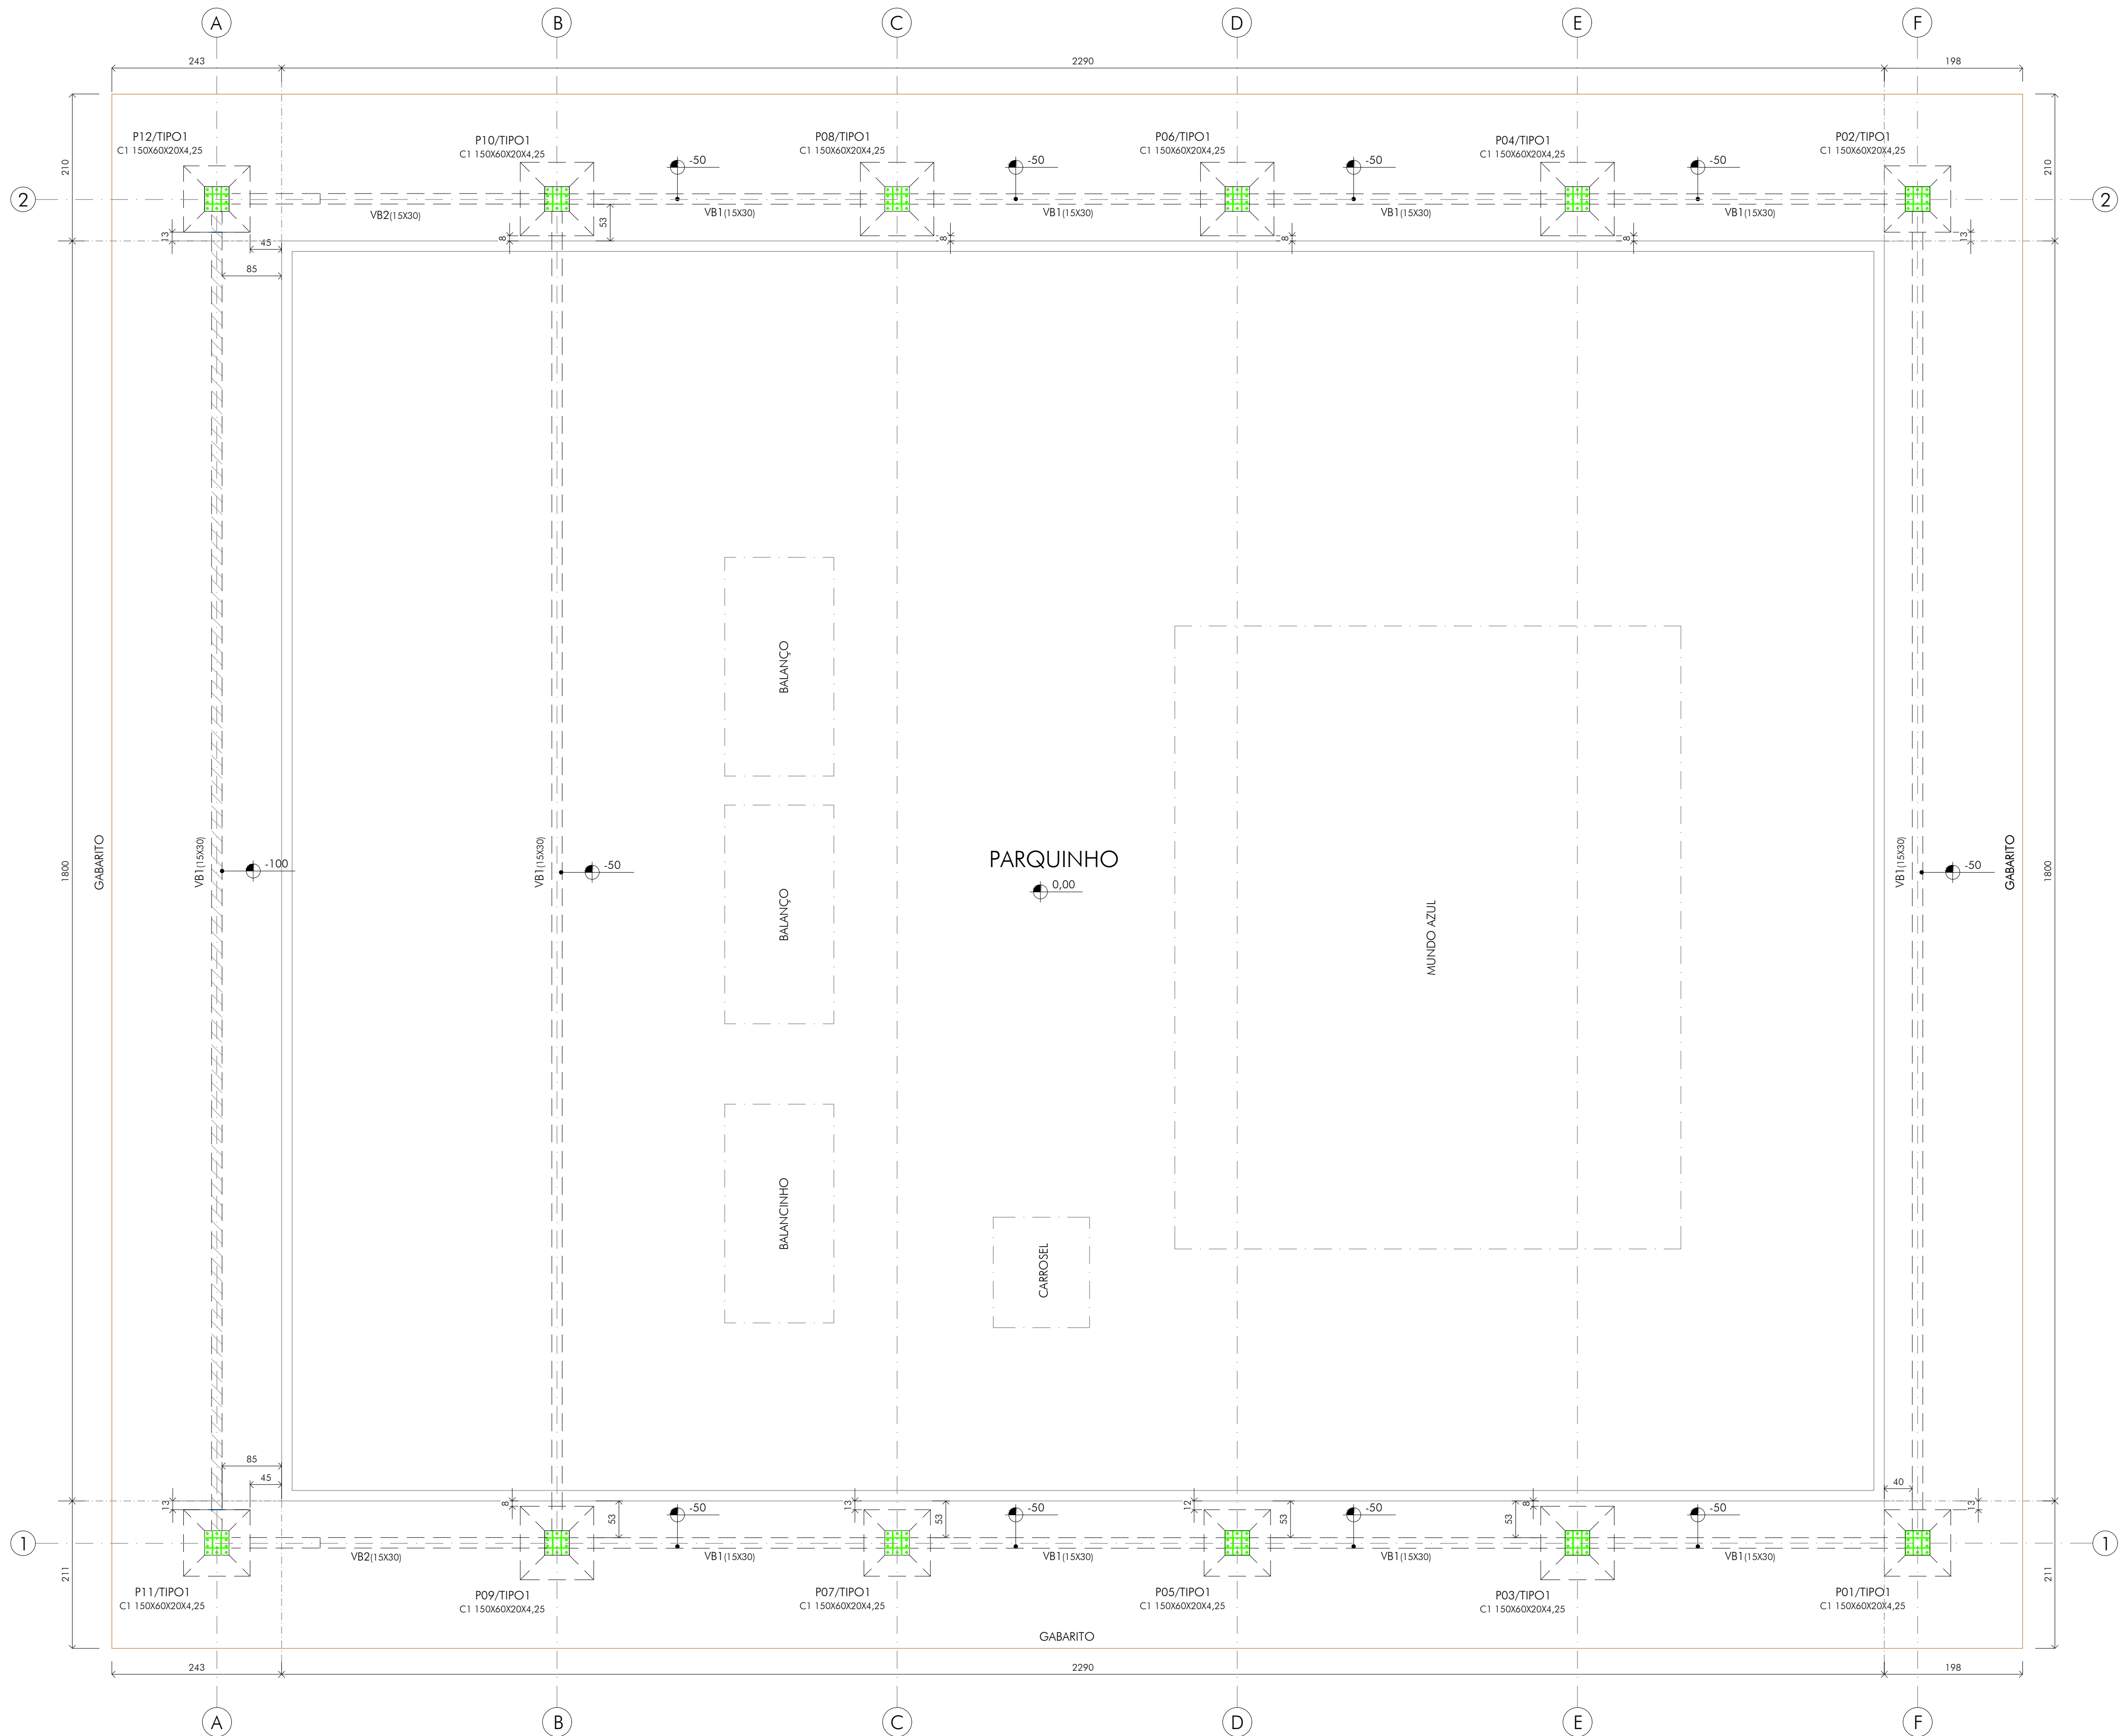 A
B
C
D
E
F
243
2290
198
P12/TIPO1
C1 150X60X20X4,25
P10/TIPO1
C1 150X60X20X4,25
P08/TIPO1
C1 150X60X20X4,25
P06/TIPO1
C1 150X60X20X4,25
P04/TIPO1
C1 150X60X20X4,25
P02/TIPO1
C1 150X60X20X4,25
210
-50
-50
-50
-50
210
2
2
VB2(15X30)
VB1(15X30)
VB1(15X30)
VB1(15X30)
VB1(15X30)
53
13
45
8
8
8
8
13
85
BALANÇO
GABARITO
1800
VB1(15X30)
-100
VB1(15X30)
-50
BALANÇO
PARQUINHO
0,00
MUNDO AZUL
VB1(15X30)
-50
GABARITO
1800
BALANCINHO
CARROSEL
85
45
13
8
13
12
8
40
13
53
-50
53
-50
53
-50
53
-50
1
1
VB2(15X30)
VB1(15X30)
VB1(15X30)
VB1(15X30)
VB1(15X30)
211
211
P11/TIPO1
C1 150X60X20X4,25
P09/TIPO1
C1 150X60X20X4,25
P07/TIPO1
C1 150X60X20X4,25
P05/TIPO1
C1 150X60X20X4,25
P03/TIPO1
C1 150X60X20X4,25
P01/TIPO1
C1 150X60X20X4,25
GABARITO
243
2290
198
A
B
C
D
E
F